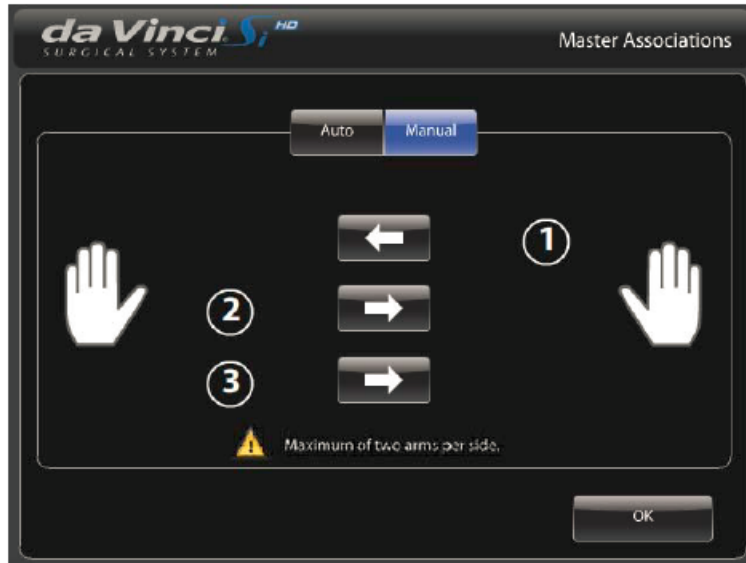 da Vinci. Si HD
SURGICAL SYSTEM
Master Associations
Auto Manual
1
2
3
Maximum of two arms per side.
OK